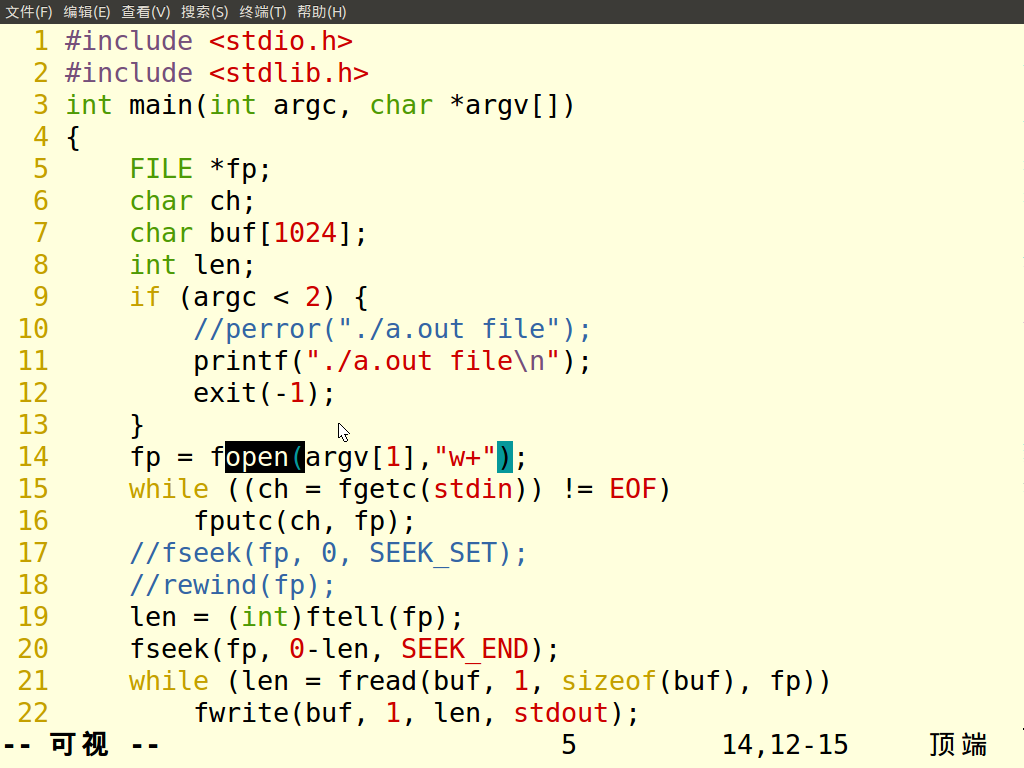 文件(F) 编辑(E) 查看(V) 搜索(S) 终端(T) 帮助(H)
1 #include <stdio.h>
2 #include <stdlib.h>
3 int main(int argc, char *argv[])
4 {
5     FILE *fp;
6     char ch;
7     char buf[1024];
8     int len;
9     if (argc < 2) {
10         //perror("./a.out file");
11         printf("./a.out file\n");
12         exit(-1);
13     }
14     fp = fopen(argv[1],"w+");
15     while ((ch = fgetc(stdin)) != EOF)
16         fputc(ch, fp);
17     //fseek(fp, 0, SEEK_SET);
18     //rewind(fp);
19     len = (int)ftell(fp);
20     fseek(fp, 0-len, SEEK_END);
21     while (len = fread(buf, 1, sizeof(buf), fp))
22         fwrite(buf, 1, len, stdout);
-- 可视 -- 5 14,12-15 顶端